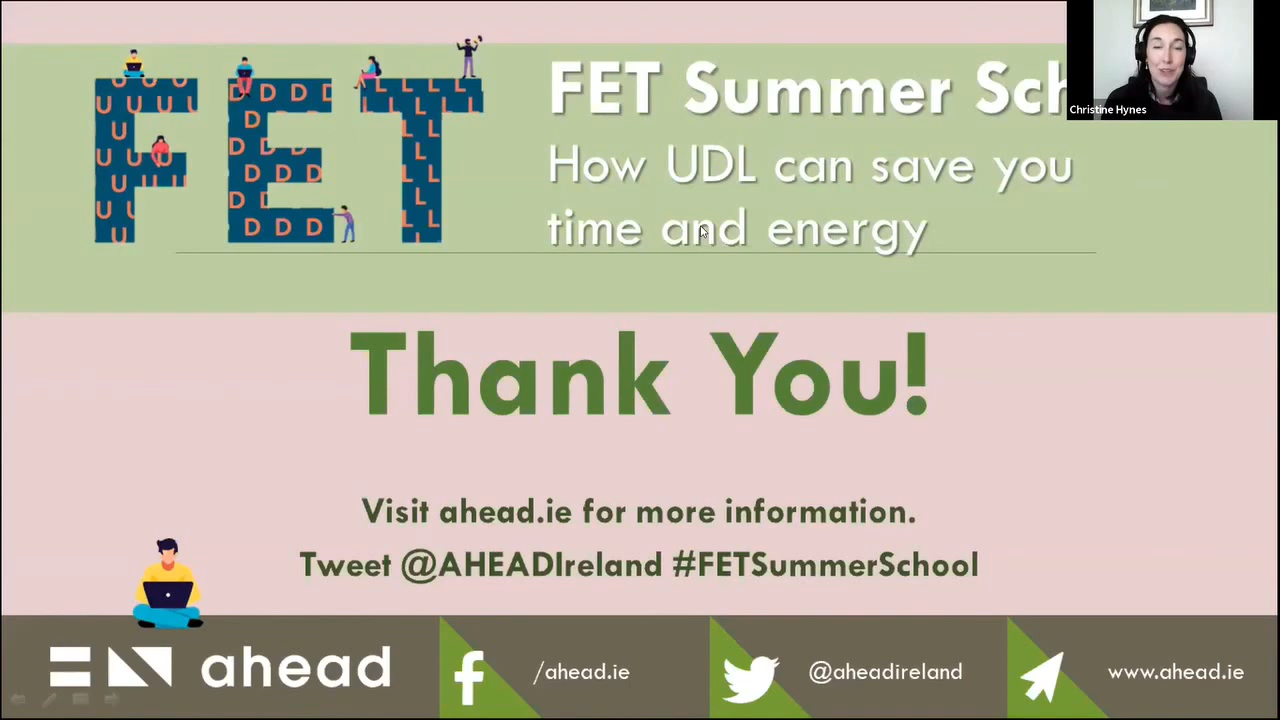 FET Summer Sch
Christine Hynes
How UDL can save you
time and energy
FET
U U U D D D D L L L L
Thank You!
Visit ahead.ie for more information.
Tweet @AHEADIreland #FETSummerSchool
ahead
/ahead.ie
@aheadireland
www.ahead.ie